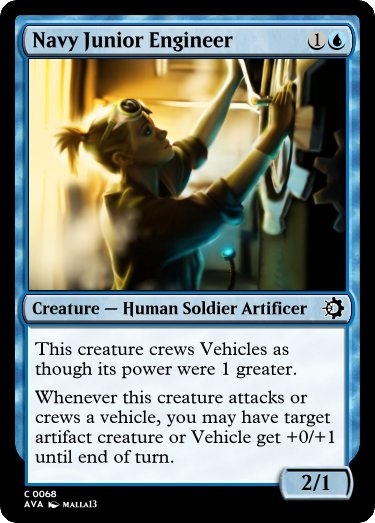 Navy Junior Engineer 1
Creature — Human Soldier Artificer
This creature crews Vehicles as
though its power were 1 greater.
Whenever this creature attacks or
crews a vehicle, you may have target
artifact creature or Vehicle get +0/+1
until end of turn.
2/1
C 0068
AVA MALLA13